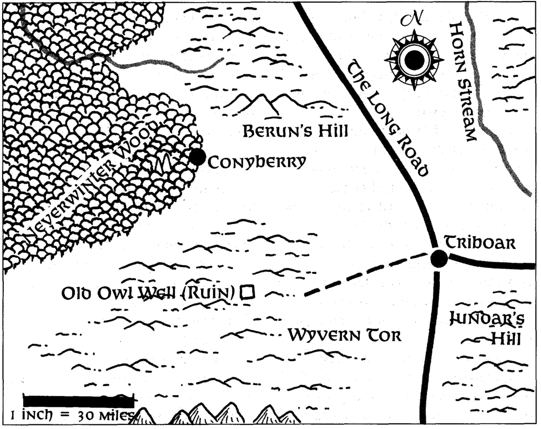 N
Horn Stream
The Long Road
Berun's Hill
Neverwinter Wood
Conyberry
Triboar
Old Owl Well (Ruin)
Jundar's
Hill
Wyvern Tor
1 inch = 30 miles